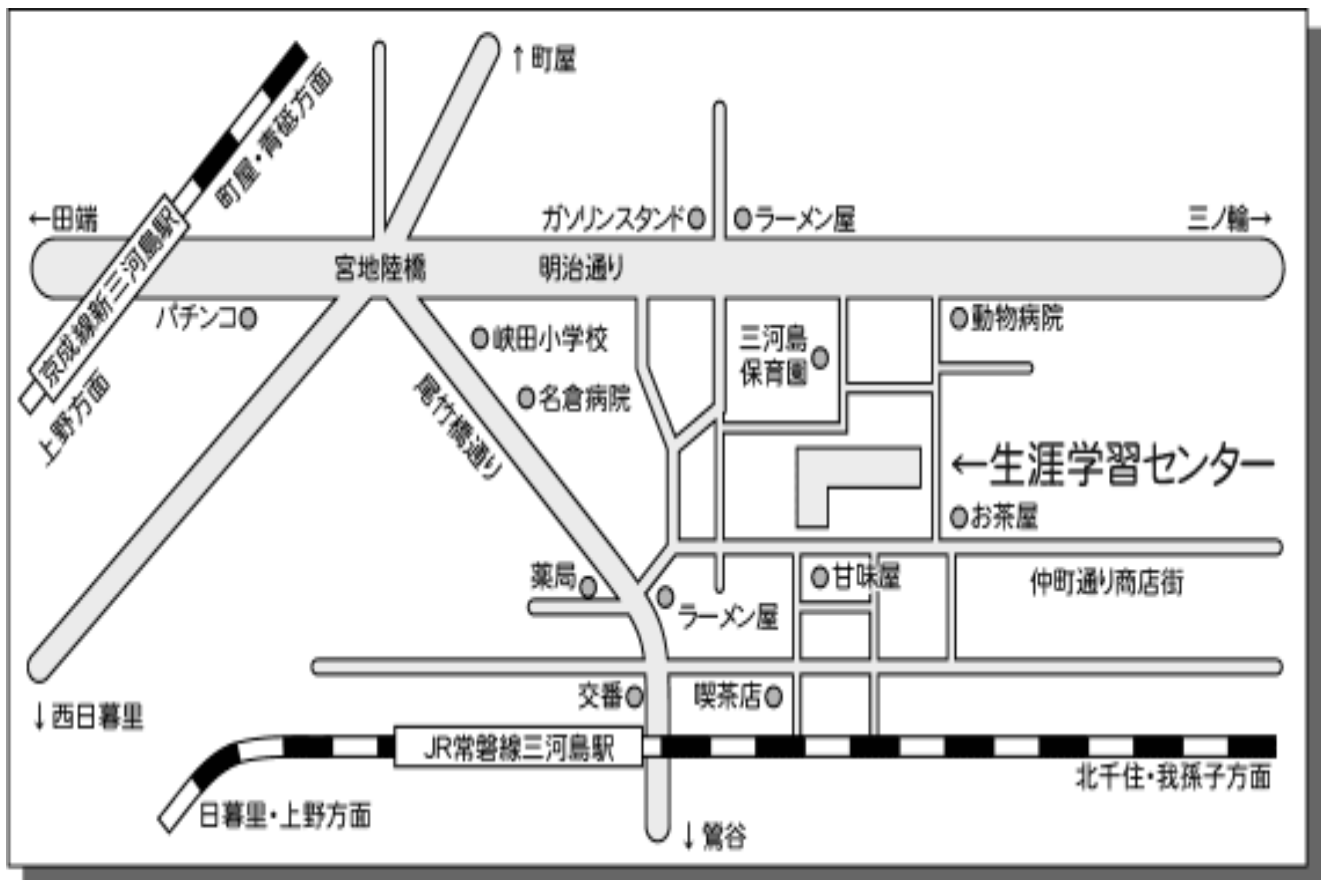 ↑町屋
町屋・青砥方面
←田端
ガソリンスタンド
ラーメン屋
三ノ輪→
京成線新三河島駅
宮地陸橋
明治通り
パチンコ
峡田小学校
三河島
保育園
動物病院
上野方面
名倉病院
尾竹橋通り
←生涯学習センター
お茶屋
薬局
甘味屋
仲町通り商店街
ラーメン屋
交番
喫茶店
↓西日暮里
JR常磐線三河島駅
北千住・我孫子方面
日暮里・上野方面
↓鶯谷